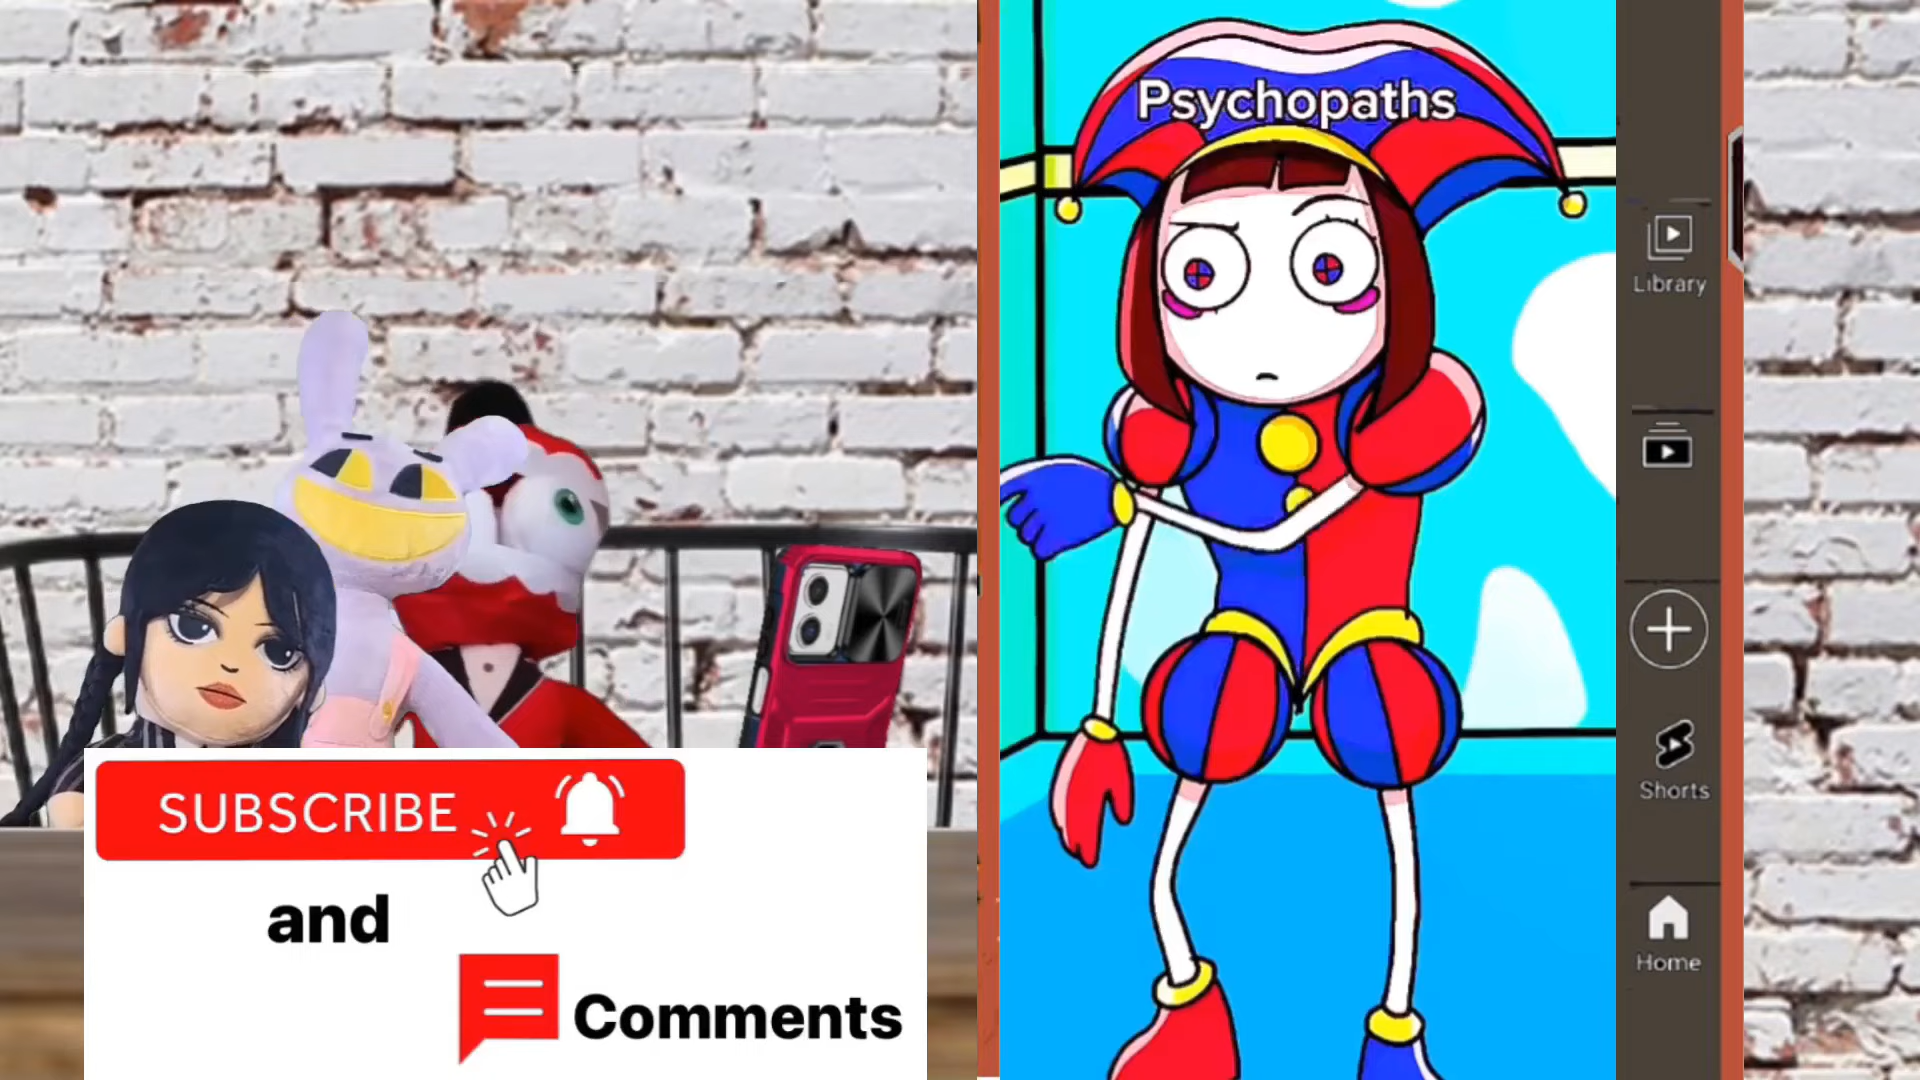 Psychopaths
Library
Shorts
Home
SUBSCRIBE
and
Comments